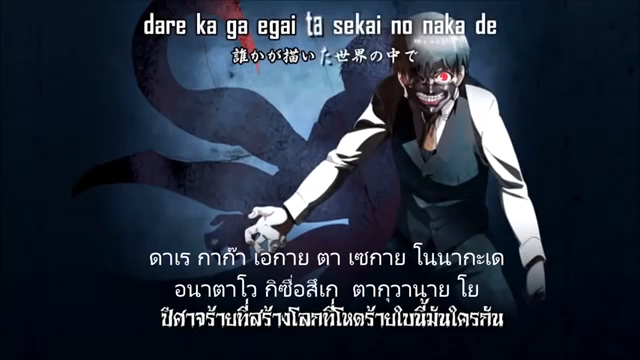 dare ka ga egai ta sekai no naka de
誰かが描いた世界の中で
ดาเร กาก๊า เอกาย ตา เซกาย โนนากะเด
อนาตาโว กิซึ่อสึเก ตากุวานาย โย
ปีศาจร้ายที่สร้างโลกที่โหดร้ายใบนี้มันใครกัน